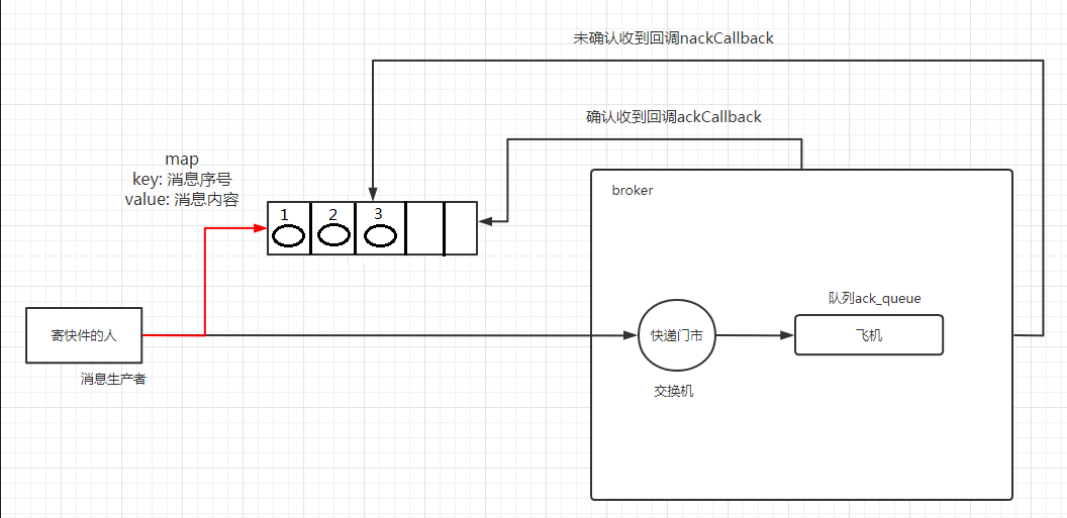 未确认收到回调nackCallback
确认收到回调ackCallback
map
key: 消息序号
value: 消息内容
broker
1
2
3
队列ack_queue
寄快件的人
快递门市
飞机
消息生产者
交换机